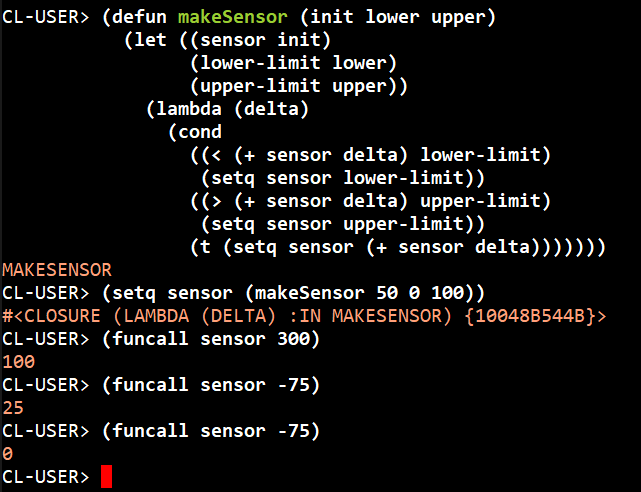 CL-USER> (defun makeSensor (init lower upper)
           (let ((sensor init)
                 (lower-limit lower)
                 (upper-limit upper))
             (lambda (delta)
               (cond
                 ((< (+ sensor delta) lower-limit)
                  (setq sensor lower-limit))
                 ((> (+ sensor delta) upper-limit)
                  (setq sensor upper-limit))
                 (t (setq sensor (+ sensor delta)))))))
MAKESENSOR
CL-USER> (setq sensor (makeSensor 50 0 100))
#<CLOSURE (LAMBDA (DELTA) :IN MAKESENSOR) {10048B544B}>
CL-USER> (funcall sensor 300)
100
CL-USER> (funcall sensor -75)
25
CL-USER> (funcall sensor -75)
0
CL-USER>